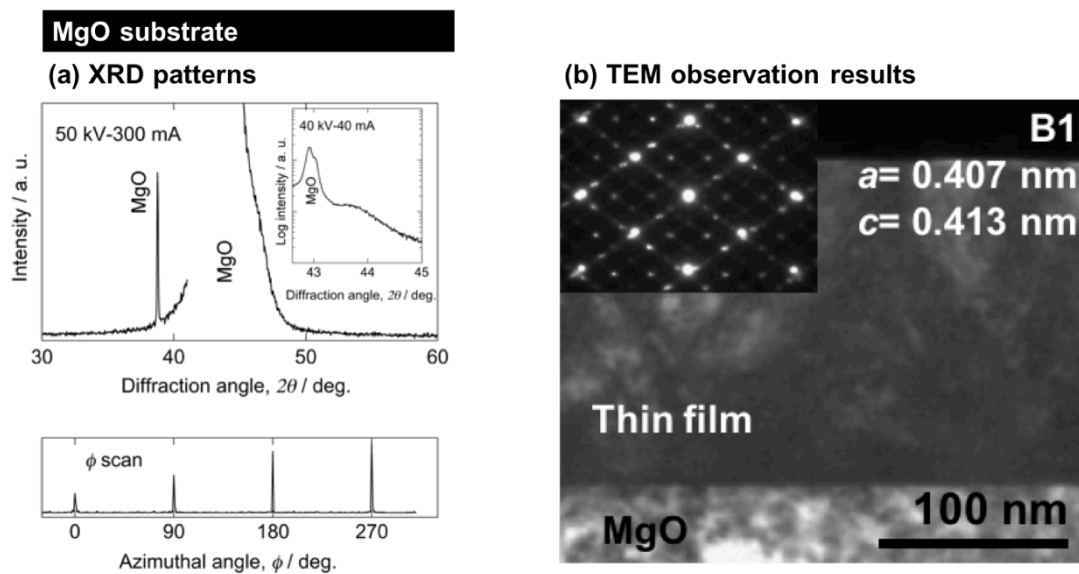 MgO substrate
(a) XRD patterns
50 kV-300 mA
MgO
MgO
Intensity / a. u.
30 40 50 60
Diffraction angle, 2θ / deg.
40 kV-40 mA
MgO
Log intensity / a. u.
43 44 45
Diffraction angle, 2θ / deg.
ϕ scan
0 90 180 270
Azimuthal angle, ϕ / deg.
(b) TEM observation results
B1
a= 0.407 nm
c= 0.413 nm
Thin film
100 nm
MgO